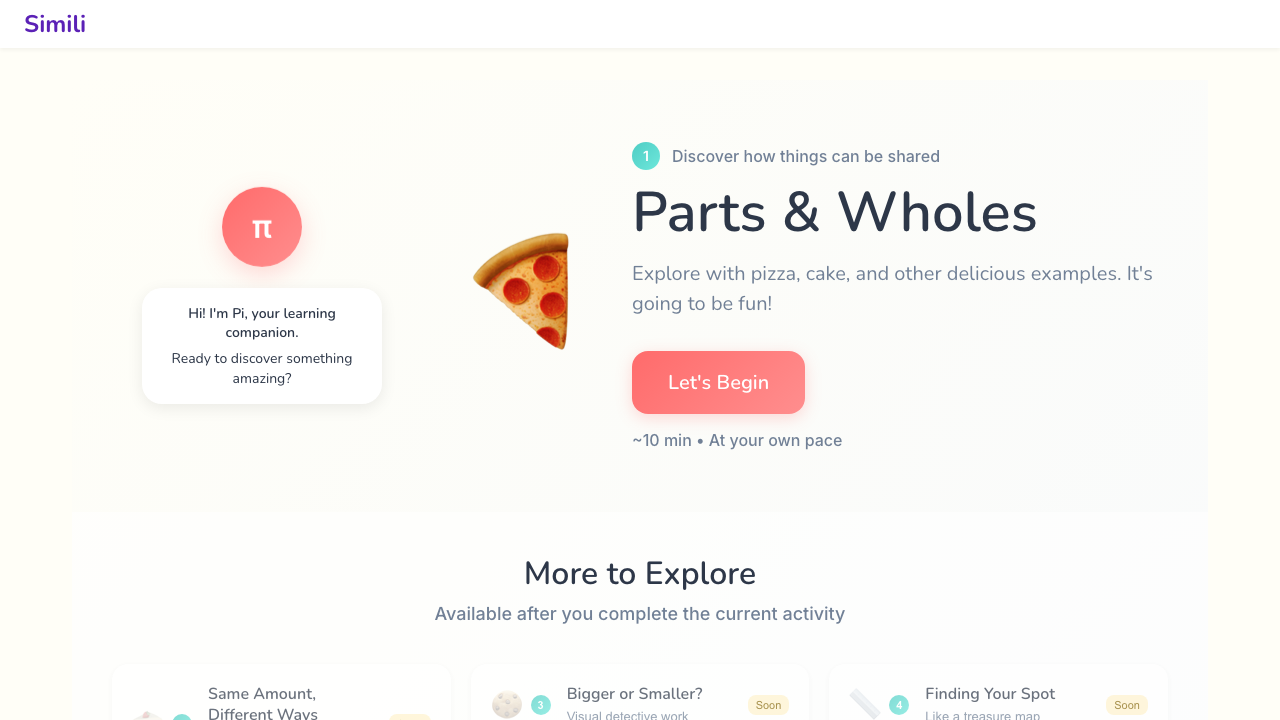 Simili
1 Discover how things can be shared
Parts & Wholes
Explore with pizza, cake, and other delicious examples. It's
going to be fun!
π
Hi! I'm Pi, your learning
companion.
Ready to discover something
amazing?
Let's Begin
~10 min • At your own pace
More to Explore
Available after you complete the current activity
Same Amount,
Different Ways
3 Bigger or Smaller? Soon
Visual detective work
4 Finding Your Spot Soon
Like a treasure map